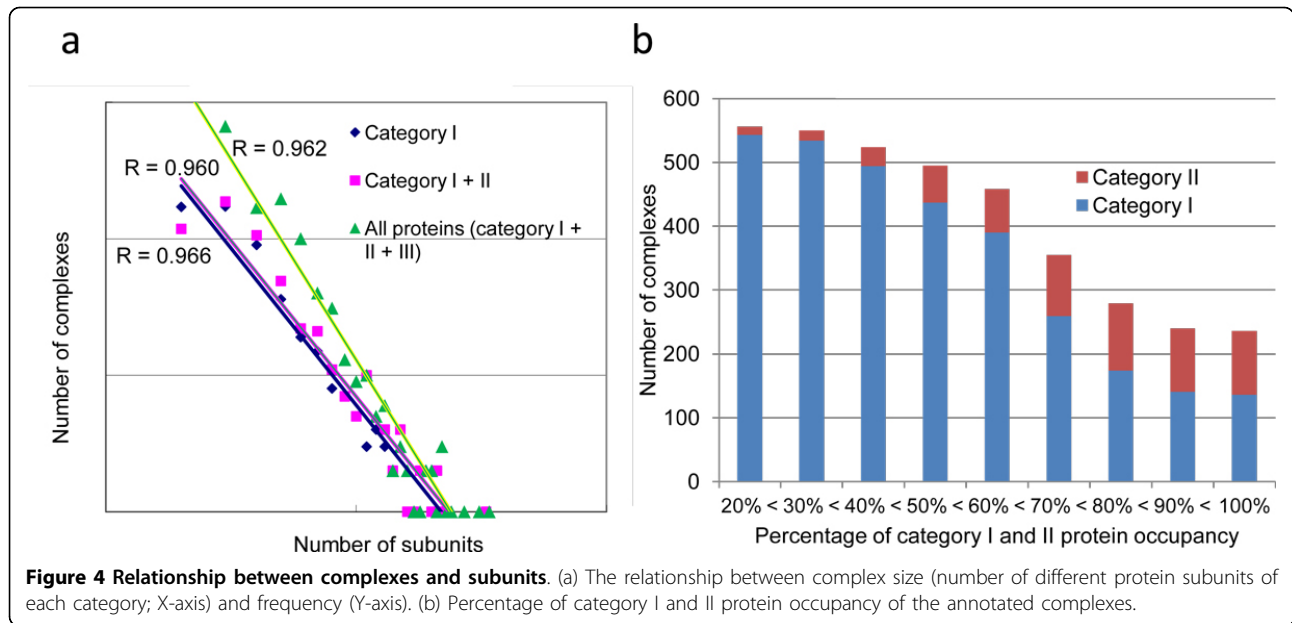 a
R = 0.960
R = 0.962
R = 0.966
Category I
Category I + II
All proteins (category I +
II + III)
Number of complexes
Number of subunits
b
600
500
400
300
200
100
0
Category II
Category I
Number of complexes
20% < 30% < 40% < 50% < 60% < 70% < 80% < 90% < 100%
Percentage of category I and II protein occupancy
Figure 4 Relationship between complexes and subunits. (a) The relationship between complex size (number of different protein subunits of
each category; X-axis) and frequency (Y-axis). (b) Percentage of category I and II protein occupancy of the annotated complexes.